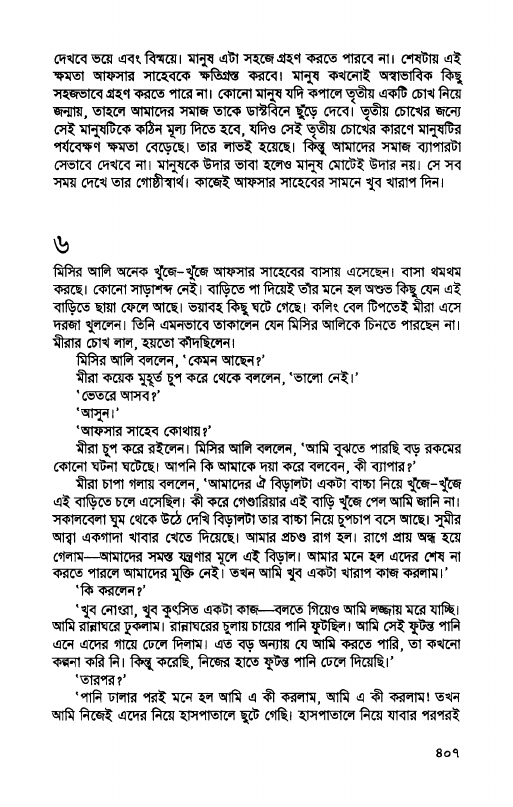 দেখবে ভয়ে এবং বিস্ময়ে। মানুষ এটা সহজে গ্রহণ করতে পারবে না। শেষটায় এই
ক্ষমতা আফসার সাহেবকে ক্ষতিগ্রস্ত করবে। মানুষ কখনোই অস্বাভাবিক কিছু
সহজভাবে গ্রহণ করতে পারে না। কোনো মানুষ যদি কপালে তৃতীয় একটি চোখ নিয়ে
জন্মায়, তাহলে আমাদের সমাজ তাকে ডাস্টবিনে ছুঁড়ে দেবে। তৃতীয় চোখের জন্যে
সেই মানুষটিকে কঠিন মূল্য দিতে হবে, যদিও সেই তৃতীয় চোখের কারণে মানুষটির
পর্যবেক্ষণ ক্ষমতা বেড়েছে। তার লাভই হয়েছে। কিন্তু আমাদের সমাজ ব্যাপারটা
সেভাবে দেখবে না। মানুষকে উদার ভাবা হলেও মানুষ মোটেই উদার নয়। সে সব
সময় দেখে তার গোষ্ঠীস্বার্থ। কাজেই আফসার সাহেবের সামনে খুব খারাপ দিন।
৬
মিসির আলি অনেক খুঁজে-খুঁজে আফসার সাহেবের বাসায় এসেছেন। বাসা থমথম
করছে। কোনো সাড়াশব্দ নেই। বাড়িতে পা দিয়েই তাঁর মনে হল অশুভ কিছু যেন এই
বাড়িতে ছায়া ফেলে আছে। ভয়াবহ কিছু ঘটে গেছে। কলিং বেল টিপতেই মীরা এসে
দরজা খুললেন। তিনি এমনভাবে তাকালেন যেন মিসির আলিকে চিনতে পারছেন না।
মীরার চোখ লাল, হয়তো কাঁদছিলেন।
মিসির আলি বললেন, ‘কেমন আছেন?’
মীরা কয়েক মুহূর্ত চুপ করে থেকে বললেন, ‘ভালো নেই।’
‘ভেতরে আসব?’
‘আসুন।’
‘আফসার সাহেব কোথায়?’
মীরা চুপ করে রইলেন। মিসির আলি বললেন, ‘আমি বুঝতে পারছি বড় রকমের
কোনো ঘটনা ঘটেছে। আপনি কি আমাকে দয়া করে বলবেন, কী ব্যাপার?’
মীরা চাপা গলায় বললেন, ‘আমাদের ঐ বিড়ালটা একটা বাচ্চা নিয়ে খুঁজে-খুঁজে
এই বাড়িতে চলে এসেছিল। কী করে গেণ্ডারিয়ার এই বাড়ি খুঁজে পেল আমি জানি না।
সকালবেলা ঘুম থেকে উঠে দেখি বিড়ালটা তার বাচ্চা নিয়ে চুপচাপ বসে আছে। সুমীর
আব্বা একগাদা খাবার খেতে দিয়েছে। আমার প্রচণ্ড রাগ হল। রাগে প্রায় অন্ধ হয়ে
গেলাম—আমাদের সমস্ত যন্ত্রণার মূলে এই বিড়াল। আমার মনে হল এদের শেষ না
করতে পারলে আমাদের মুক্তি নেই। তখন আমি খুব একটা খারাপ কাজ করলাম।’
‘কি করলেন?’
‘খুব নোংরা, খুব কুৎসিত একটা কাজ—বলতে গিয়েও আমি লজ্জায় মরে যাচ্ছি।
আমি রান্নাঘরে ঢুকলাম। রান্নাঘরের চুলায় চায়ের পানি ফুটছিল। আমি সেই ফুটন্ত পানি
এনে এদের গায়ে ঢেলে দিলাম। এত বড় অন্যায় যে আমি করতে পারি, তা কখনো
কল্পনা করি নি। কিন্তু করেছি, নিজের হাতে ফুটন্ত পানি ঢেলে দিয়েছি।’
‘তারপর?’
‘পানি ঢালার পরই মনে হল আমি এ কী করলাম, আমি এ কী করলাম! তখন
আমি নিজেই এদের নিয়ে হাসপাতালে ছুটে গেছি। হাসপাতালে নিয়ে যাবার পরপরই
৪০৭